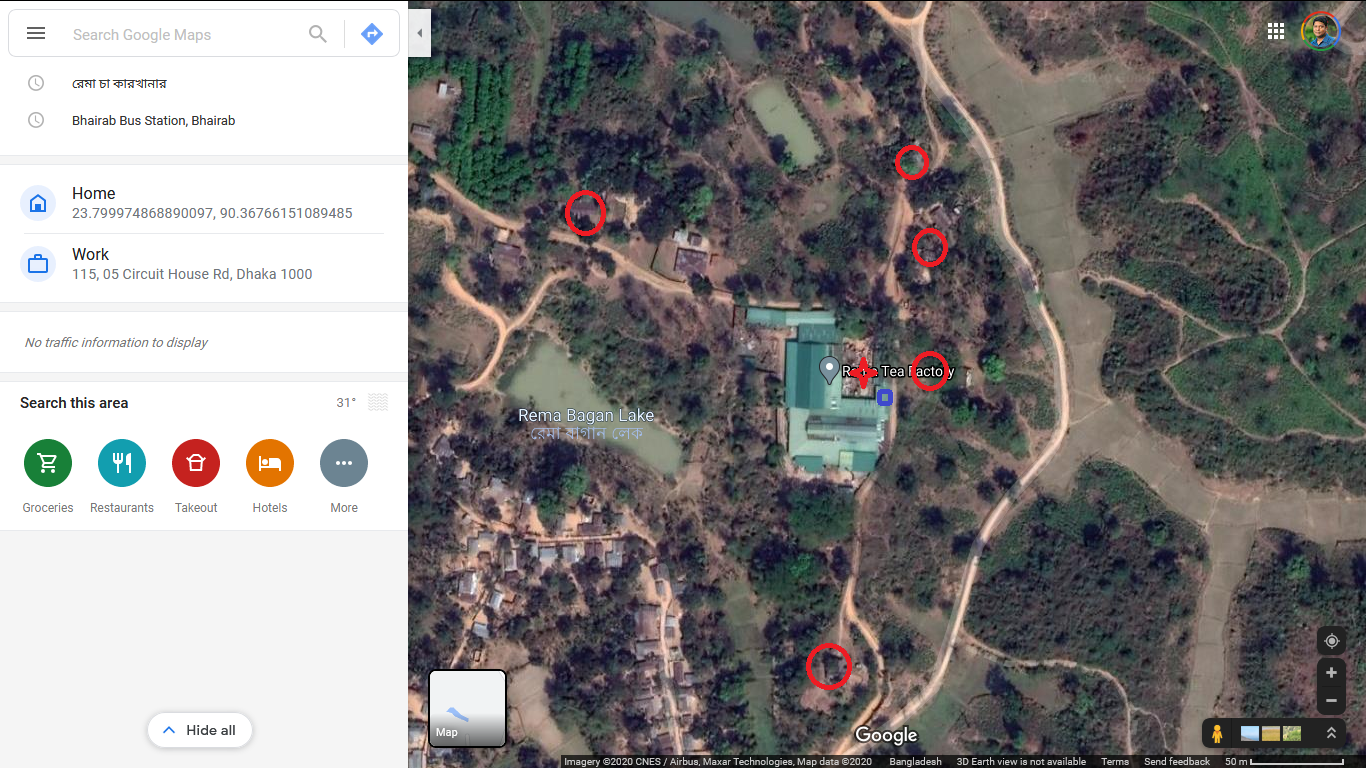 Search Google Maps
রেমা চা কারখানার
Bhairab Bus Station, Bhairab
Home
23.799974868890097, 90.36766151089485
Work
115, 05 Circuit House Rd, Dhaka 1000
No traffic information to display
Search this area
31°
Groceries
Restaurants
Takeout
Hotels
More
Hide all
Rema Tea Factory
Rema Bagan Lake
রেমা বাগান লেক
Map
Google
Imagery ©2020 CNES / Airbus, Maxar Technologies, Map data ©2020
Bangladesh
3D Earth view is not available
Terms
Send feedback
50 m